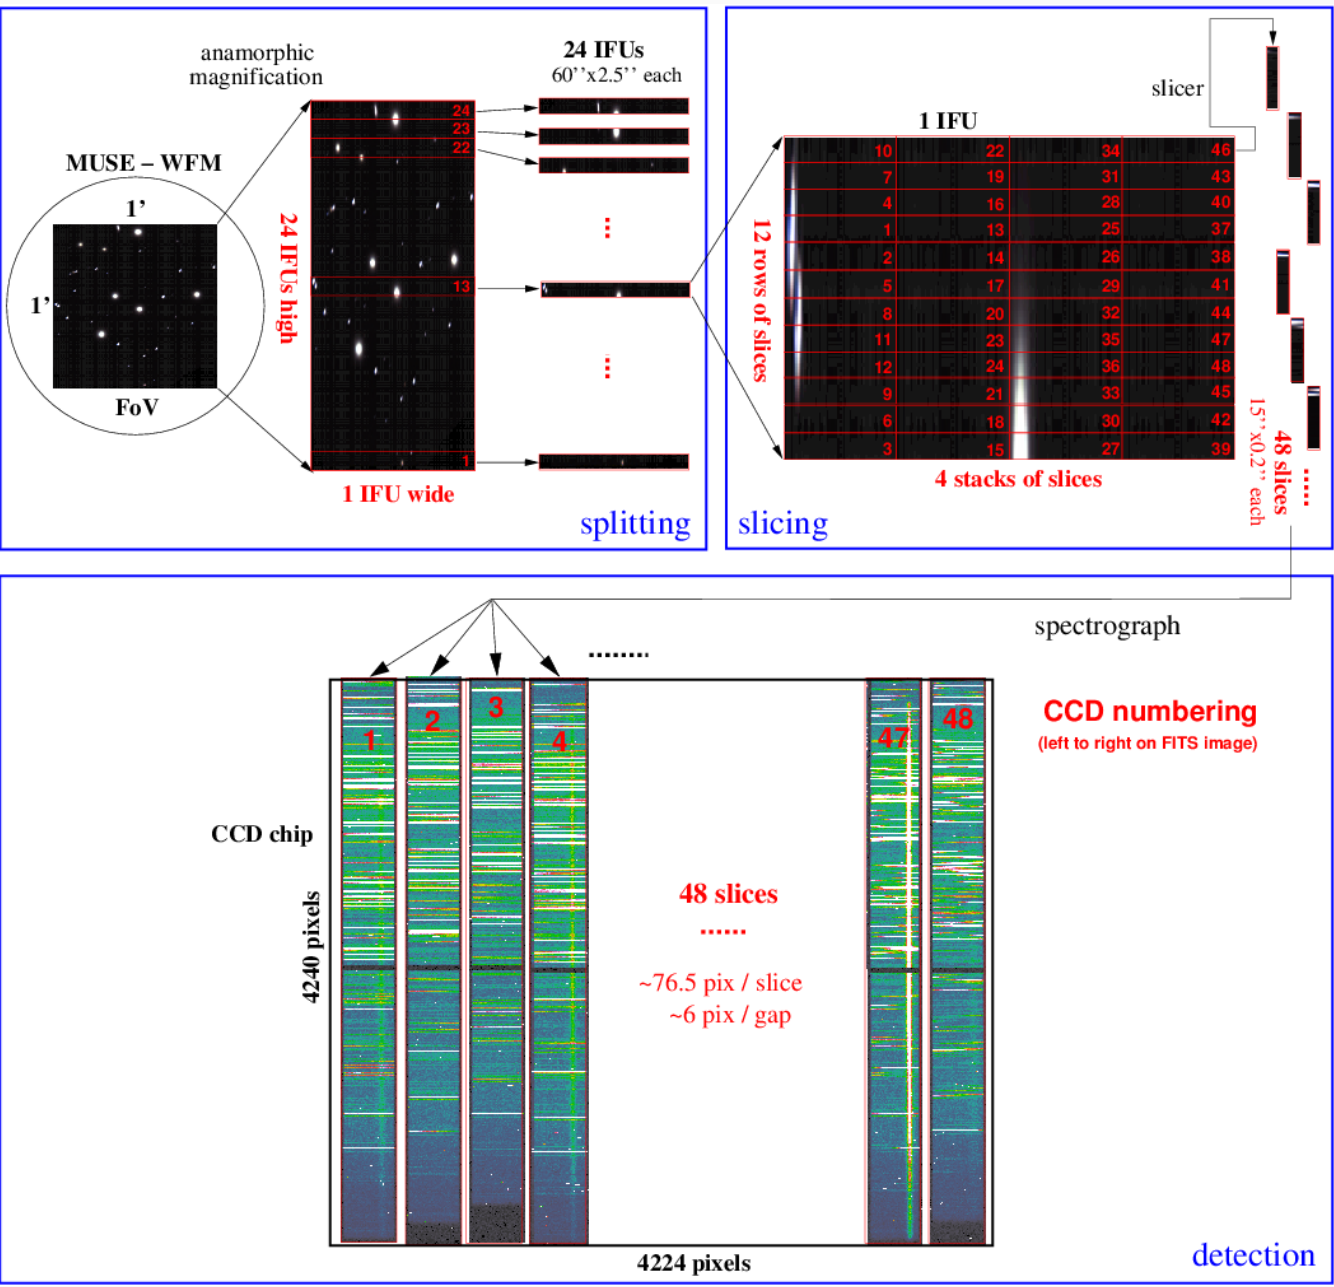 anamorphic
magnification
24 IFUs
60’’x2.5’’ each
MUSE – WFM
1’
1’
FoV
24 IFUs high
24
23
22
13
1
1 IFU wide
splitting
slicer
1 IFU
12 rows of slices
10 22 34 46
7 19 31 43
4 16 28 40
1 13 25 37
2 14 26 38
5 17 29 41
8 20 32 44
11 23 35 47
12 24 36 48
9 21 33 45
6 18 30 42
3 15 27 39
4 stacks of slices
48 slices
15’’x0.2’’ each
slicing
spectrograph
1 2 3 4 47 48
CCD numbering
(left to right on FITS image)
CCD chip
4240 pixels
48 slices
~76.5 pix / slice
~6 pix / gap
4224 pixels
detection